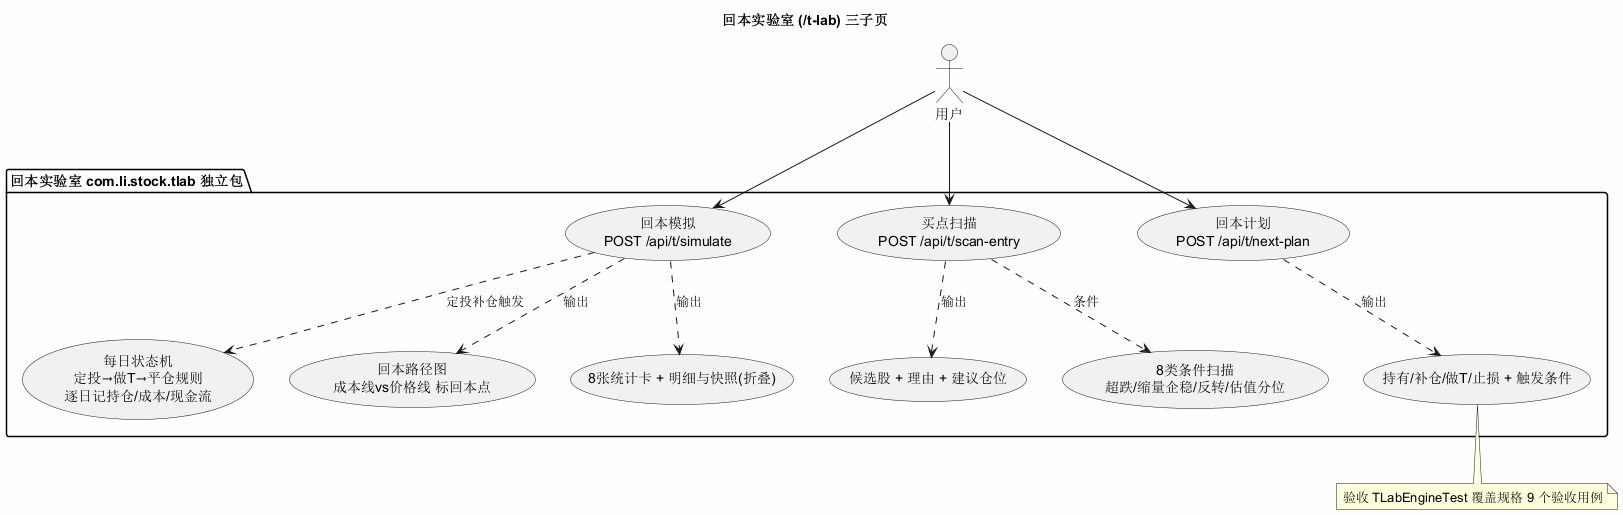 回本实验室 (/t-lab) 三子页
用户
回本实验室 com.li.stock.tlab 独立包
回本模拟
POST /api/t/simulate
买点扫描
POST /api/t/scan-entry
回本计划
POST /api/t/next-plan
定投补仓触发
输出
输出
输出
条件
输出
每日状态机
定投→做T→平仓规则
逐日记持仓/成本/现金流
回本路径图
成本线vs价格线 标回本点
8张统计卡 + 明细与快照(折叠)
候选股 + 理由 + 建议仓位
8类条件扫描
超跌/缩量企稳/反转/估值分位
持有/补仓/做T/止损 + 触发条件
验收 TLabEngineTest 覆盖规格 9 个验收用例